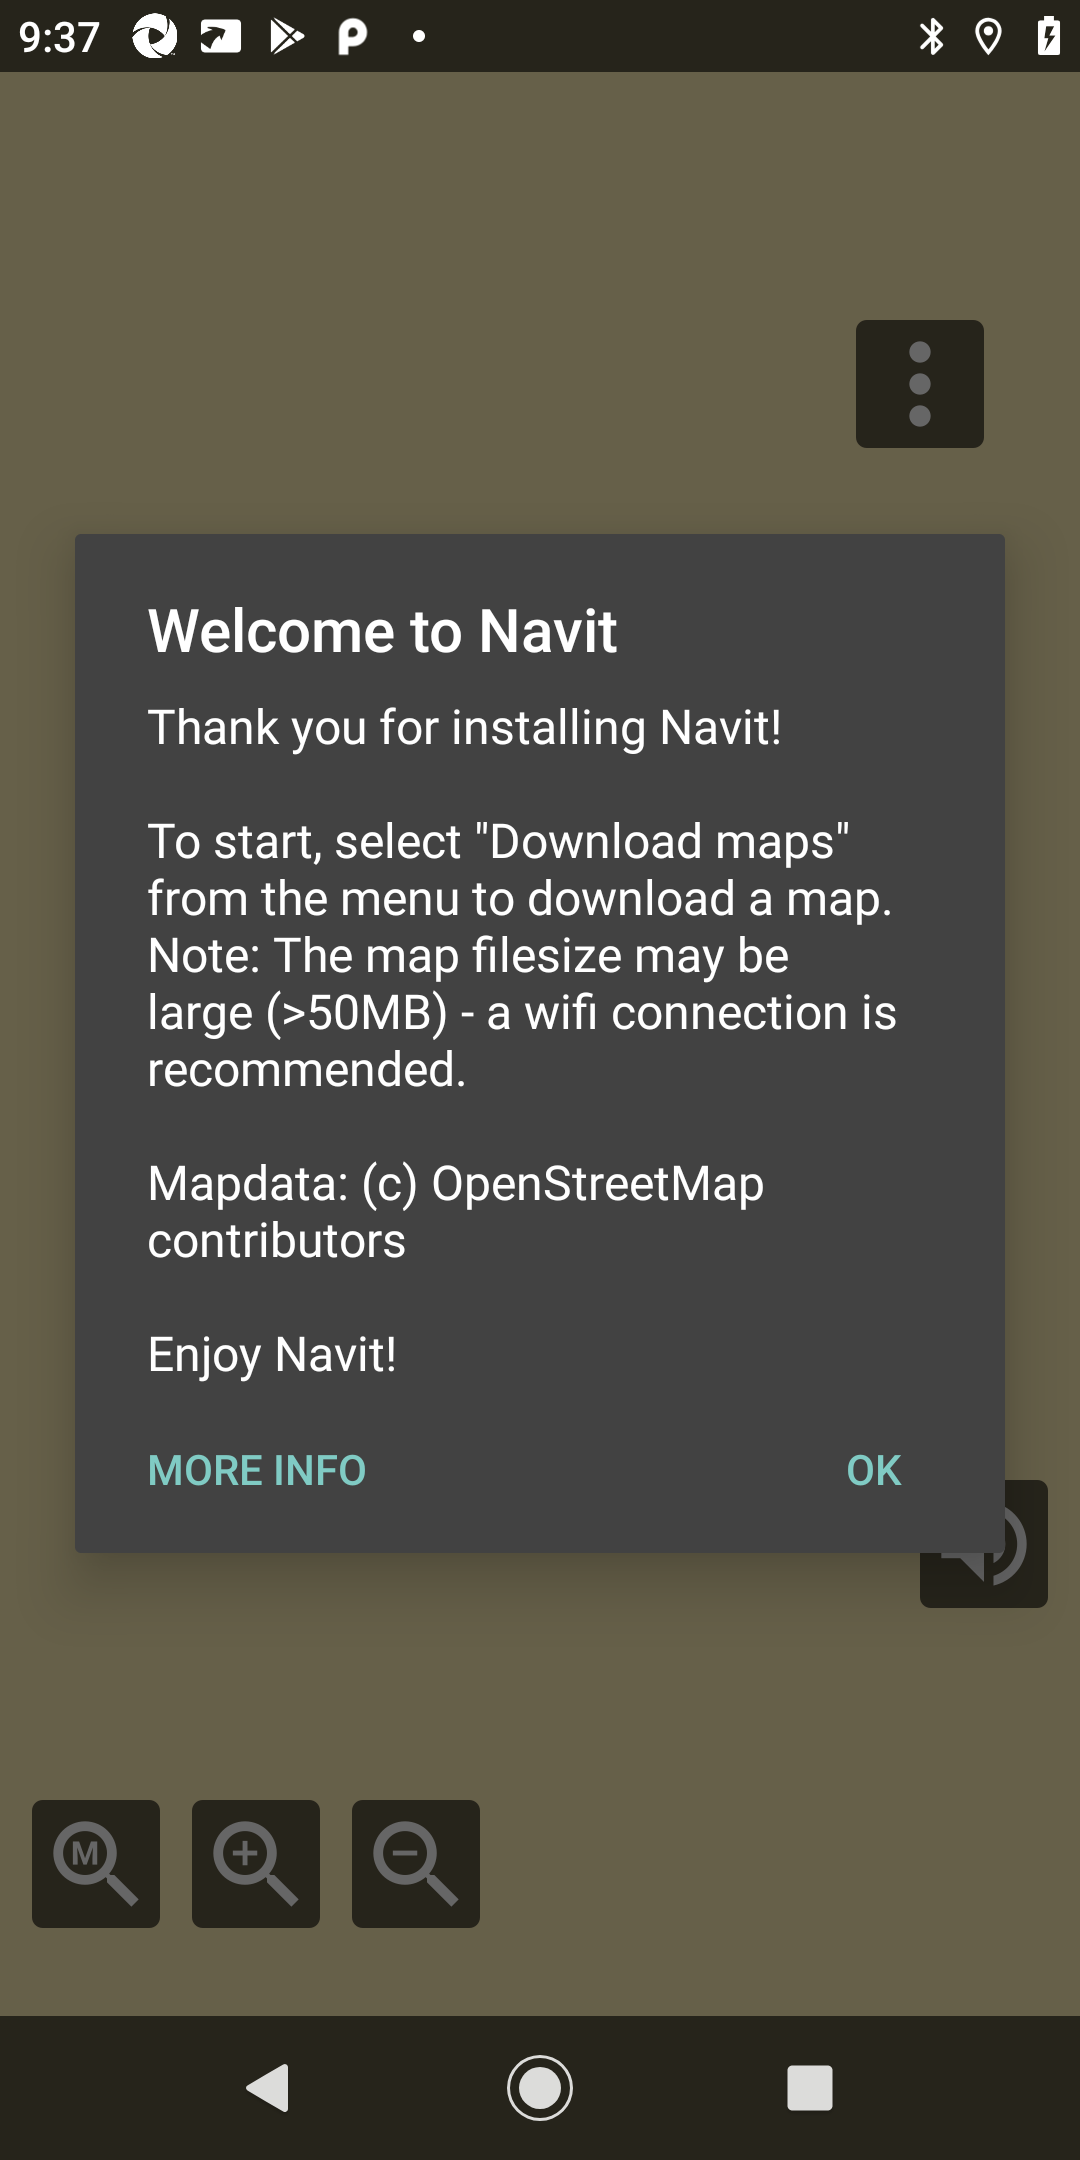 9:37
Welcome to Navit
Thank you for installing Navit!
To start, select "Download maps"
from the menu to download a map.
Note: The map filesize may be
large (>50MB) - a wifi connection is
recommended.
Mapdata: (c) OpenStreetMap
contributors
Enjoy Navit!
MORE INFO
OK
M